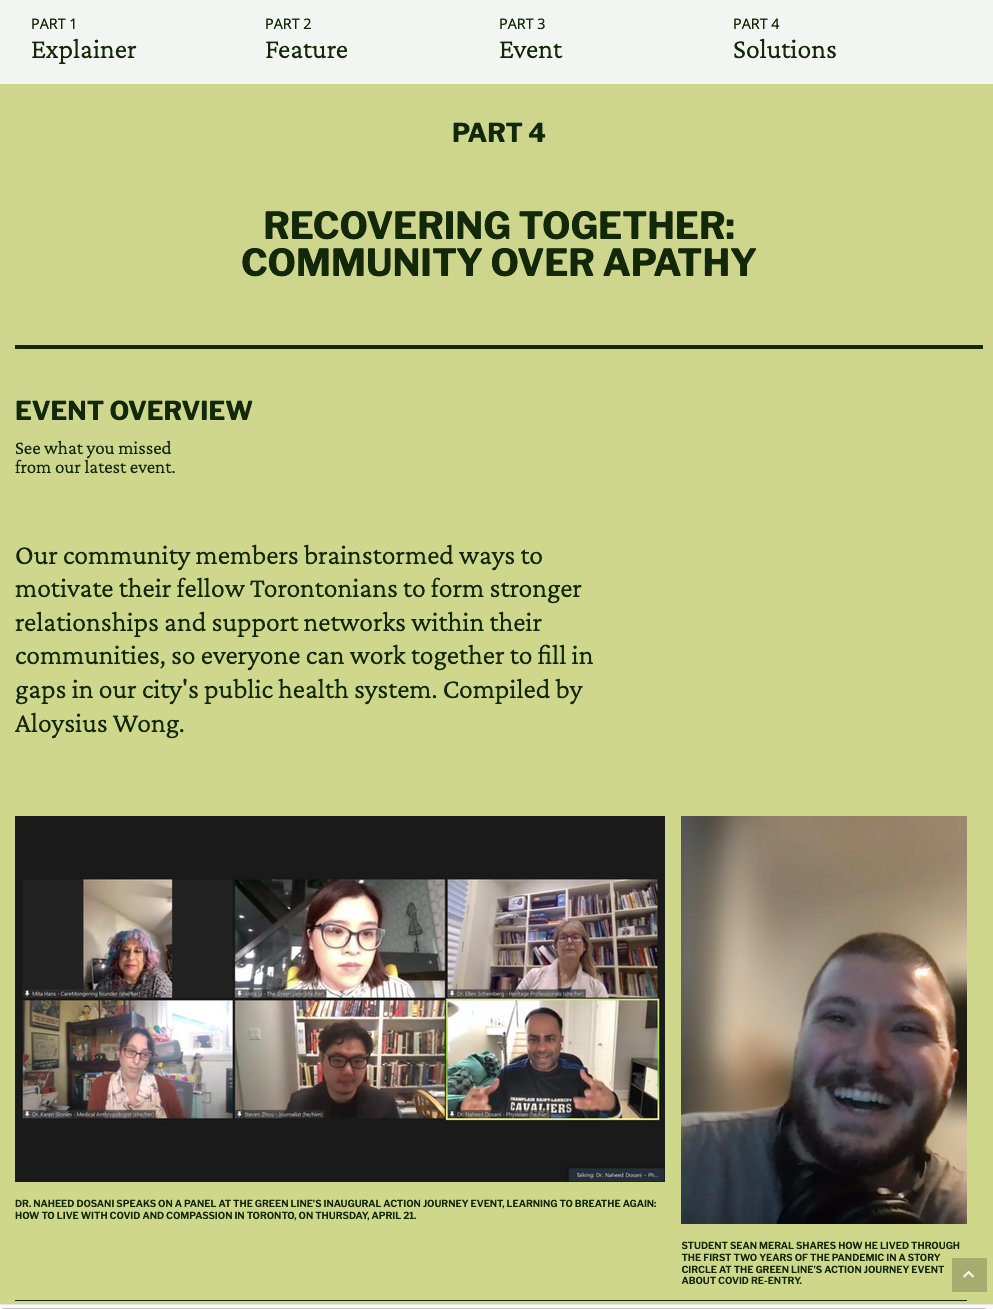 PART 1
Explainer
PART 2
Feature
PART 3
Event
PART 4
Solutions
PART 4
RECOVERING TOGETHER:
COMMUNITY OVER APATHY
EVENT OVERVIEW
See what you missed
from our latest event.
Our community members brainstormed ways to
motivate their fellow Torontonians to form stronger
relationships and support networks within their
communities, so everyone can work together to fill in
gaps in our city's public health system. Compiled by
Aloysius Wong.
Mita Hans - CareMongering founder (she/her)
The Green Line (she/her)
Dr. Ellen Scheinberg - Heritage Professionals (she/her)
Dr. Karen Slonim - Medical Anthropologist (she/her)
Steven Zhou - Journalist (he/him)
Dr. Naheed Dosani - Physician (he/him)
CAVALIERS
Talking: Dr. Naheed Dosani - Ph...
DR. NAHEED DOSANI SPEAKS ON A PANEL AT THE GREEN LINE'S INAUGURAL ACTION JOURNEY EVENT, LEARNING TO BREATHE AGAIN:
HOW TO LIVE WITH COVID AND COMPASSION IN TORONTO, ON THURSDAY, APRIL 21.
STUDENT SEAN MERAL SHARES HOW HE LIVED THROUGH
THE FIRST TWO YEARS OF THE PANDEMIC IN A STORY
CIRCLE AT THE GREEN LINE'S ACTION JOURNEY EVENT
ABOUT COVID RE-ENTRY.